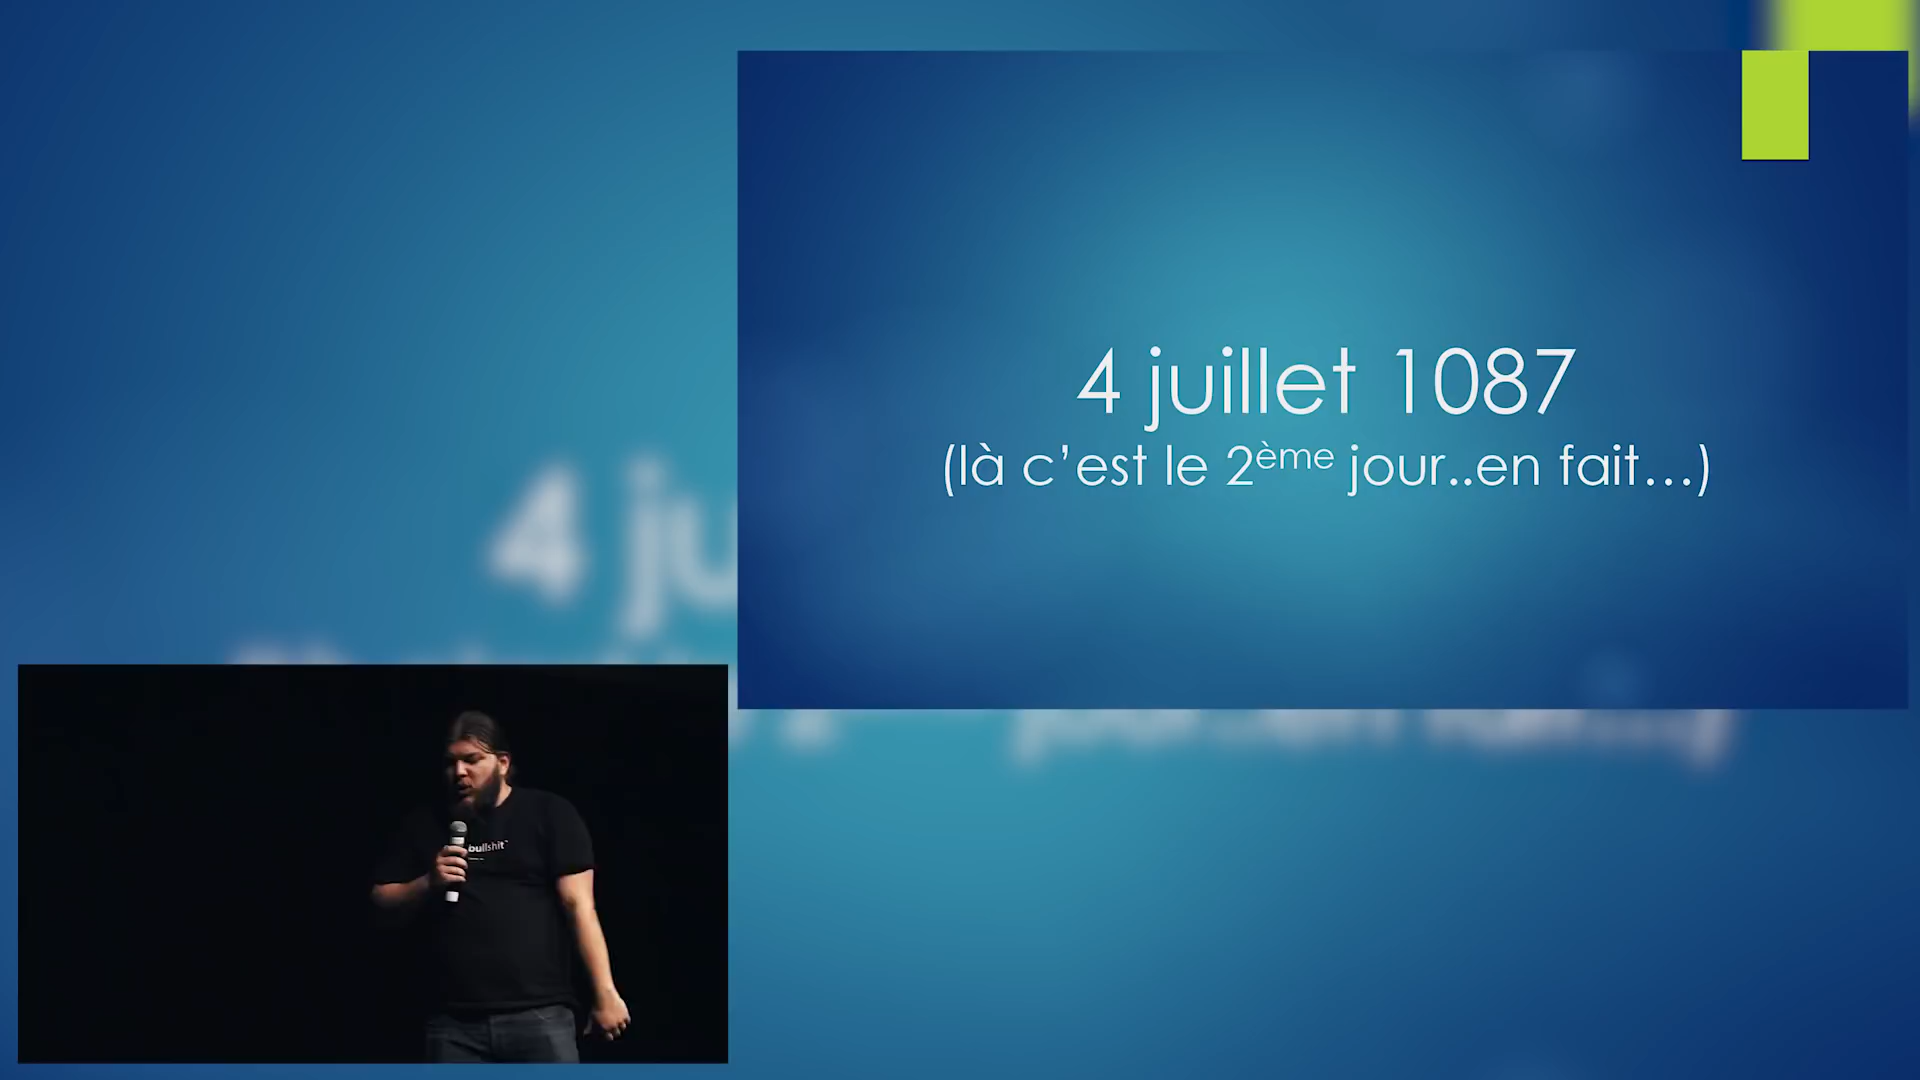 4 juillet 1087
(là c’est le 2ème jour..en fait…)
bullshit